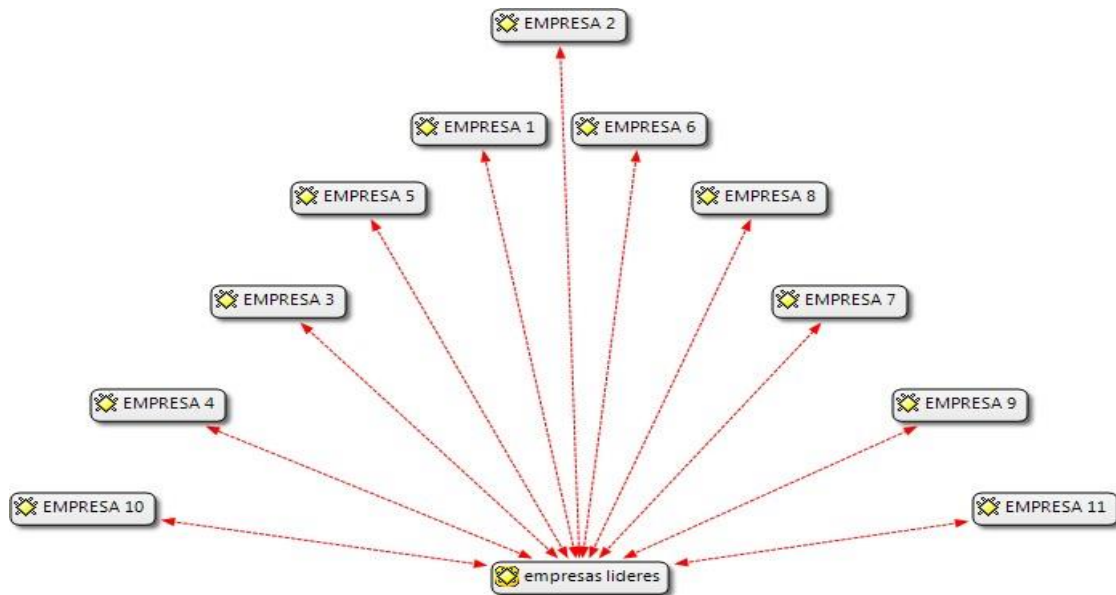 EMPRESA 2
EMPRESA 1
EMPRESA 6
EMPRESA 5
EMPRESA 8
EMPRESA 3
EMPRESA 7
EMPRESA 4
EMPRESA 9
EMPRESA 10
EMPRESA 11
empresas lideres